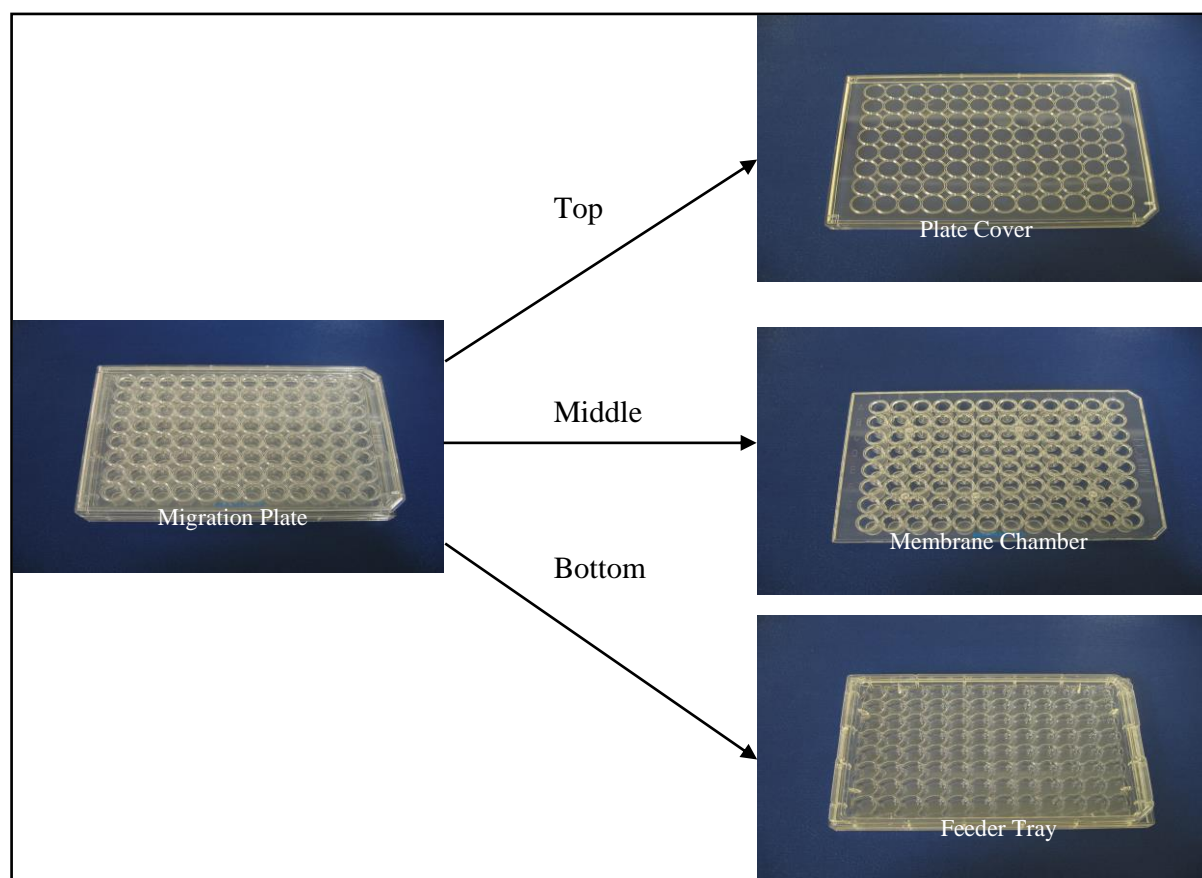 Top
Plate Cover
Migration Plate
Middle
Membrane Chamber
Bottom
Feeder Tray